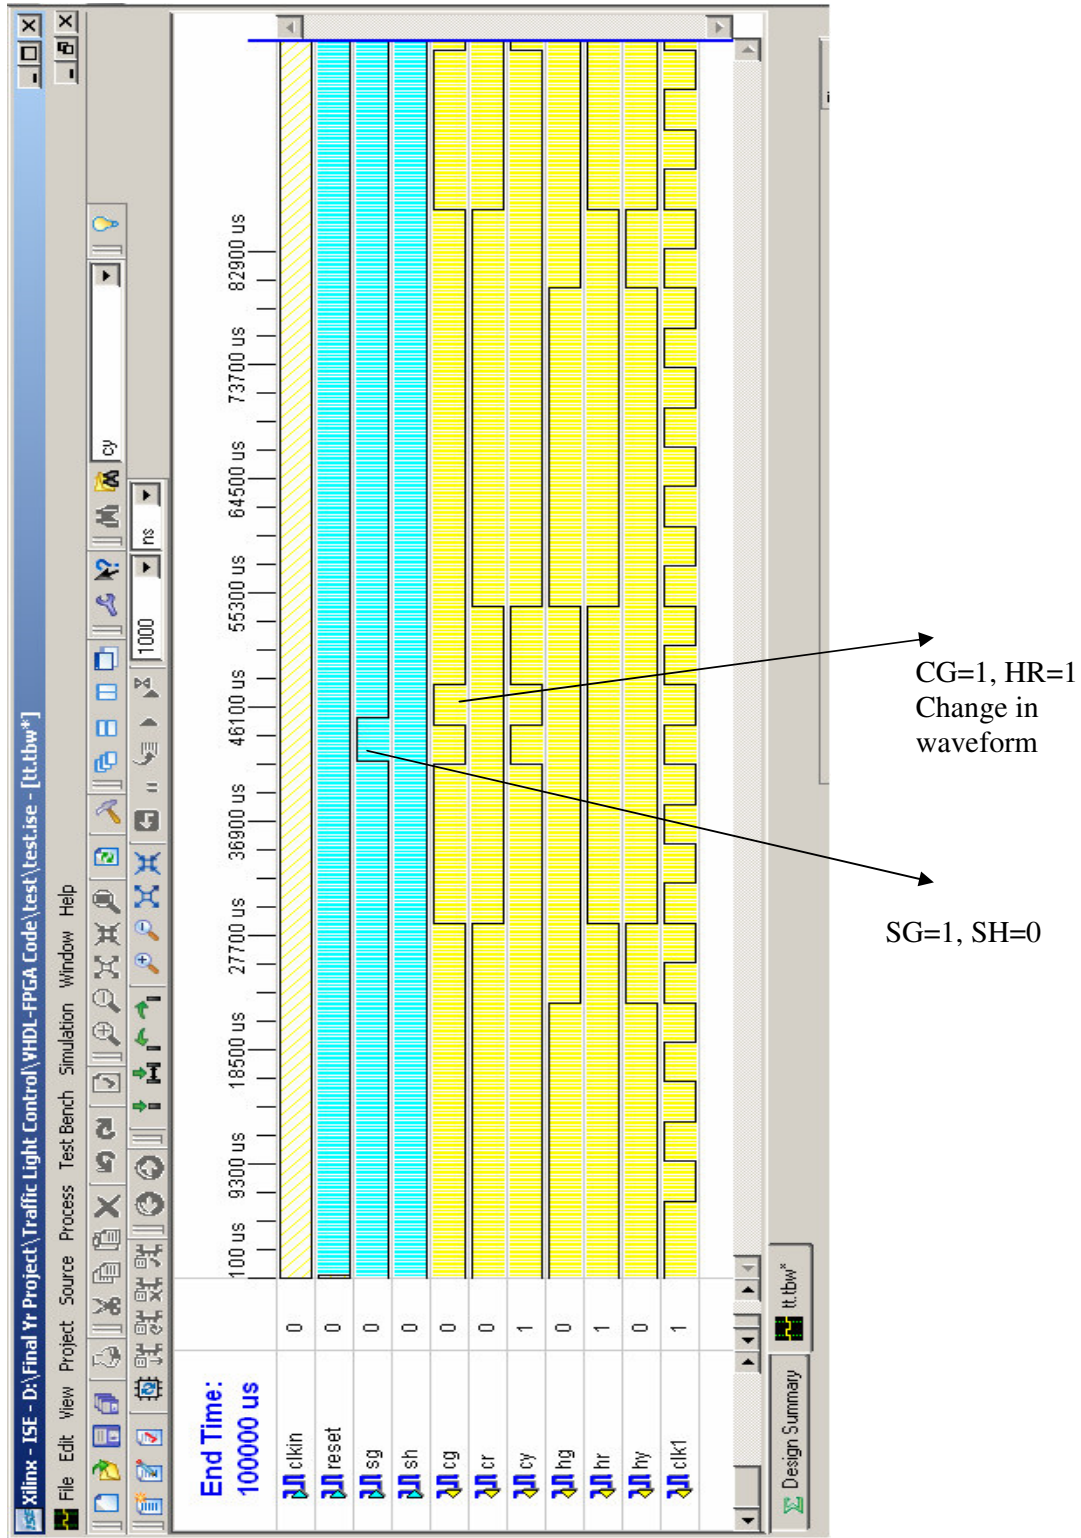 Xilinx - ISE - D:\Final Yr Project\Traffic Light Control\VHDL-FPGA Code\test\test.ise - [tt.tbw*]
File Edit View Project Source Process Test Bench Simulation Window Help
cy
1000 ns
End Time:
100000 us
100 us 9300 us 18500 us 27700 us 36900 us 46100 us 55300 us 64500 us 73700 us 82900 us
clkin 0
reset 0
sg 0
sh 0
cg 0
cr 0
cy 1
hg 0
hr 1
hy 0
clk1 1
Design Summary tt.tbw*
CG=1, HR=1
Change in
waveform
SG=1, SH=0